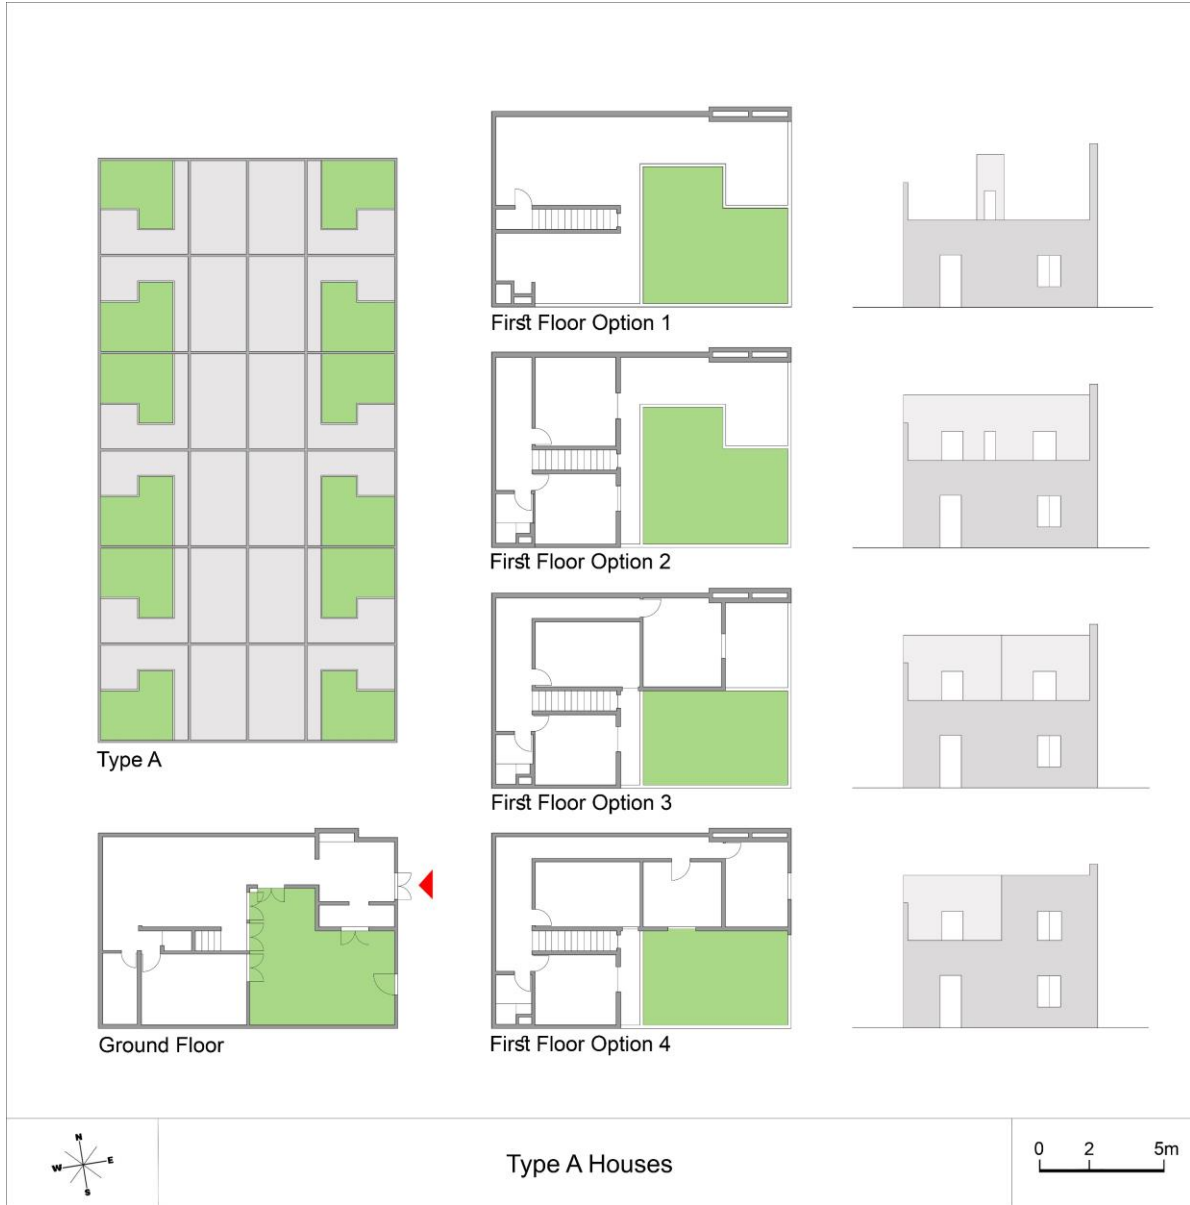 First Floor Option 1
First Floor Option 2
Type A
First Floor Option 3
Ground Floor
First Floor Option 4
N
W E
S
Type A Houses
0 2 5m